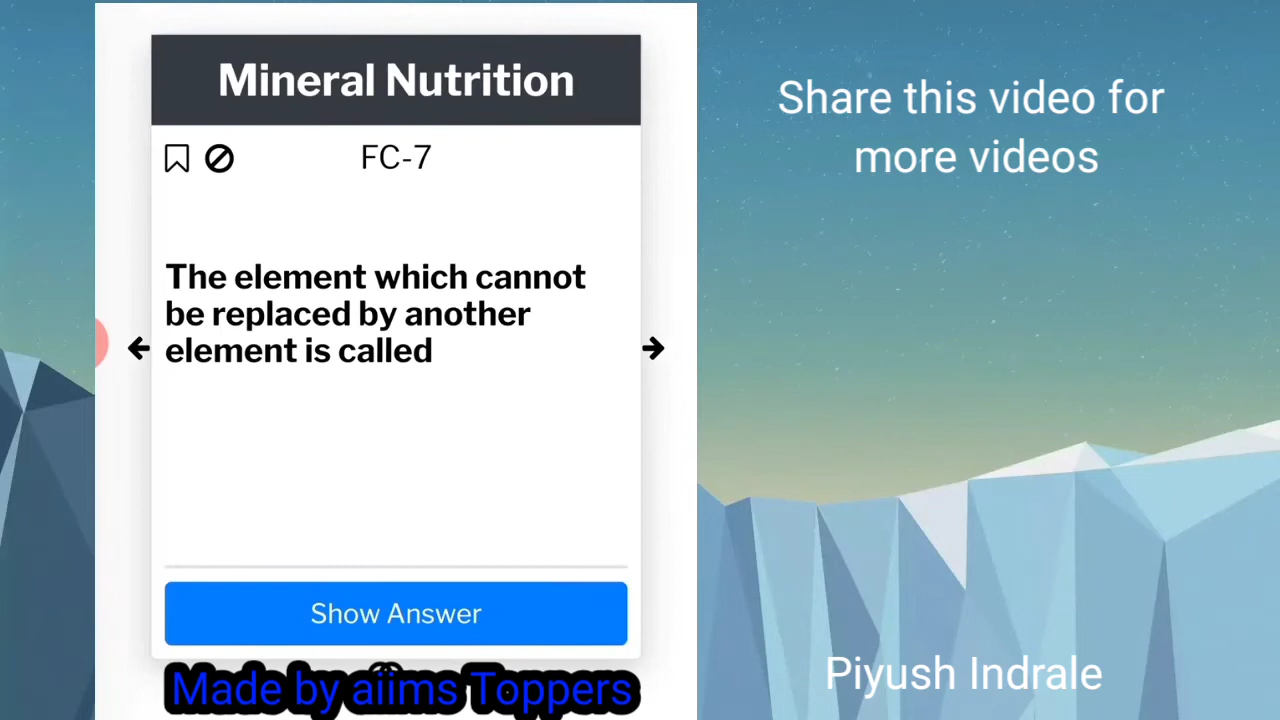 Mineral Nutrition
FC-7
The element which cannot
be replaced by another
element is called
Show Answer
Made by aiims Toppers
Share this video for
more videos
Piyush Indrale